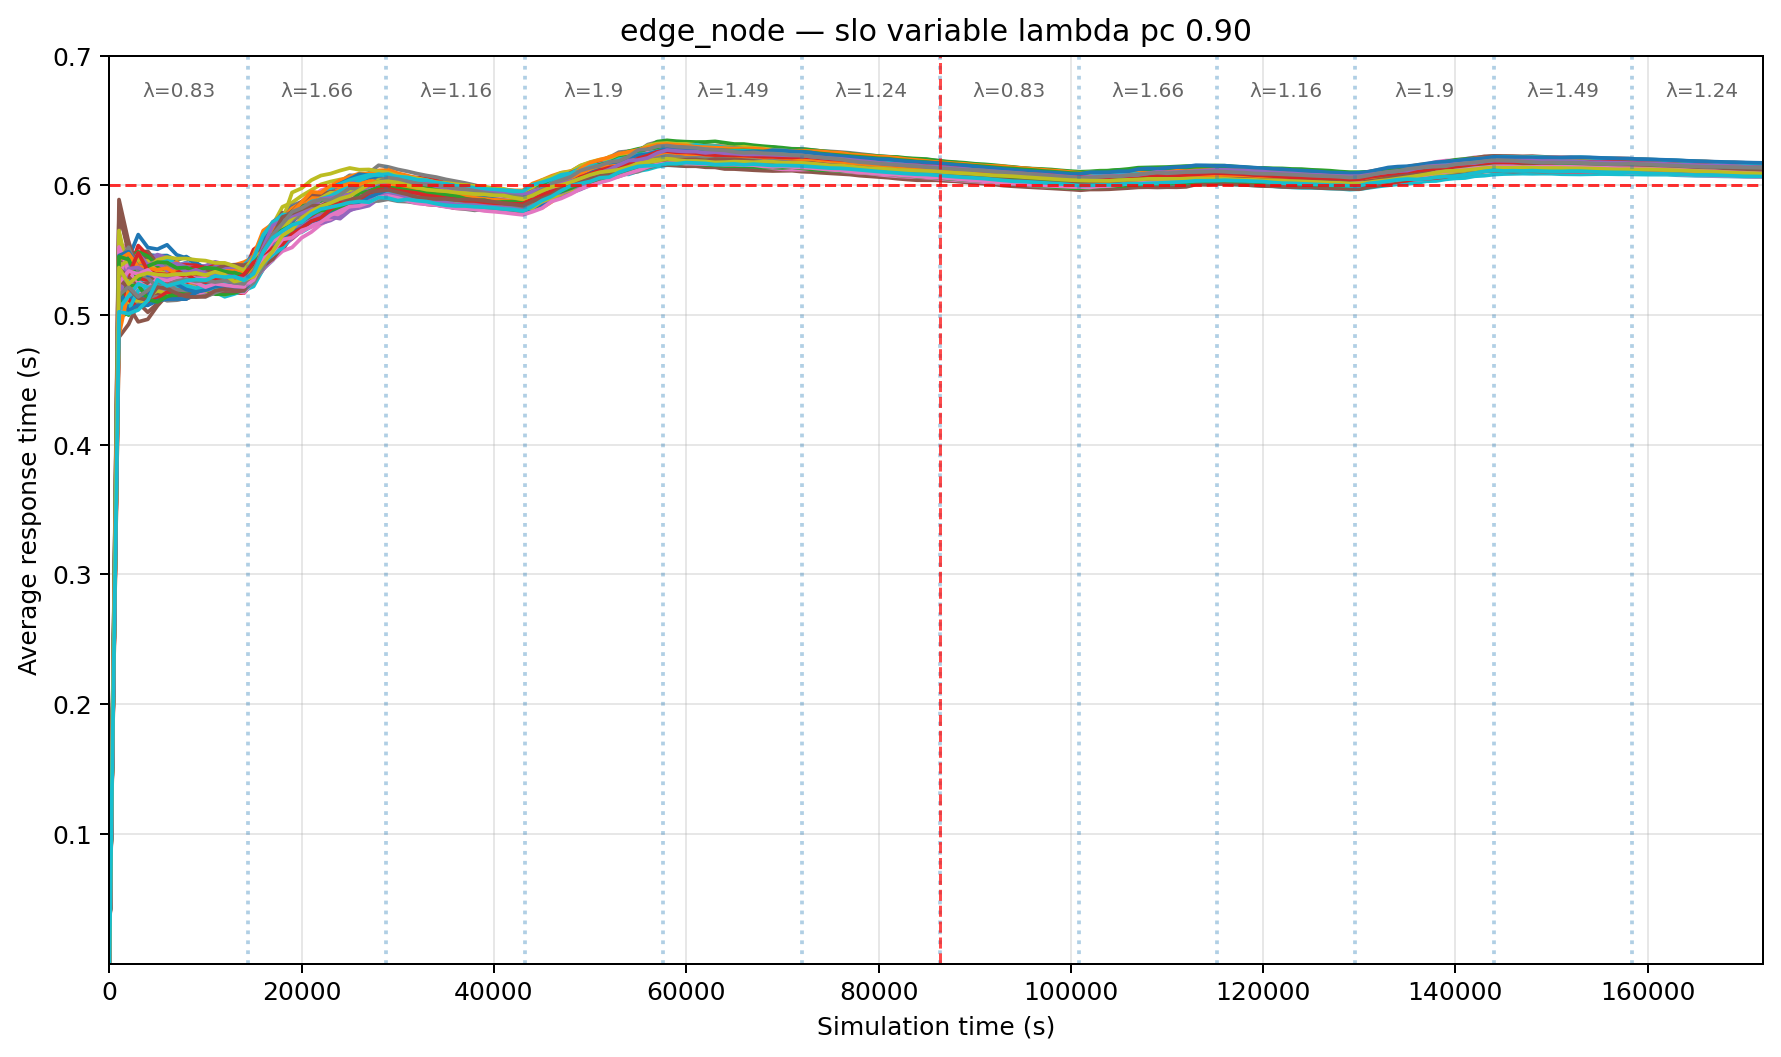 edge_node — slo variable lambda pc 0.90
λ=0.83 λ=1.66 λ=1.16 λ=1.9 λ=1.49 λ=1.24 λ=0.83 λ=1.66 λ=1.16 λ=1.9 λ=1.49 λ=1.24
0.7
0.6
0.5
0.4
0.3
0.2
0.1
Average response time (s)
0 20000 40000 60000 80000 100000 120000 140000 160000
Simulation time (s)